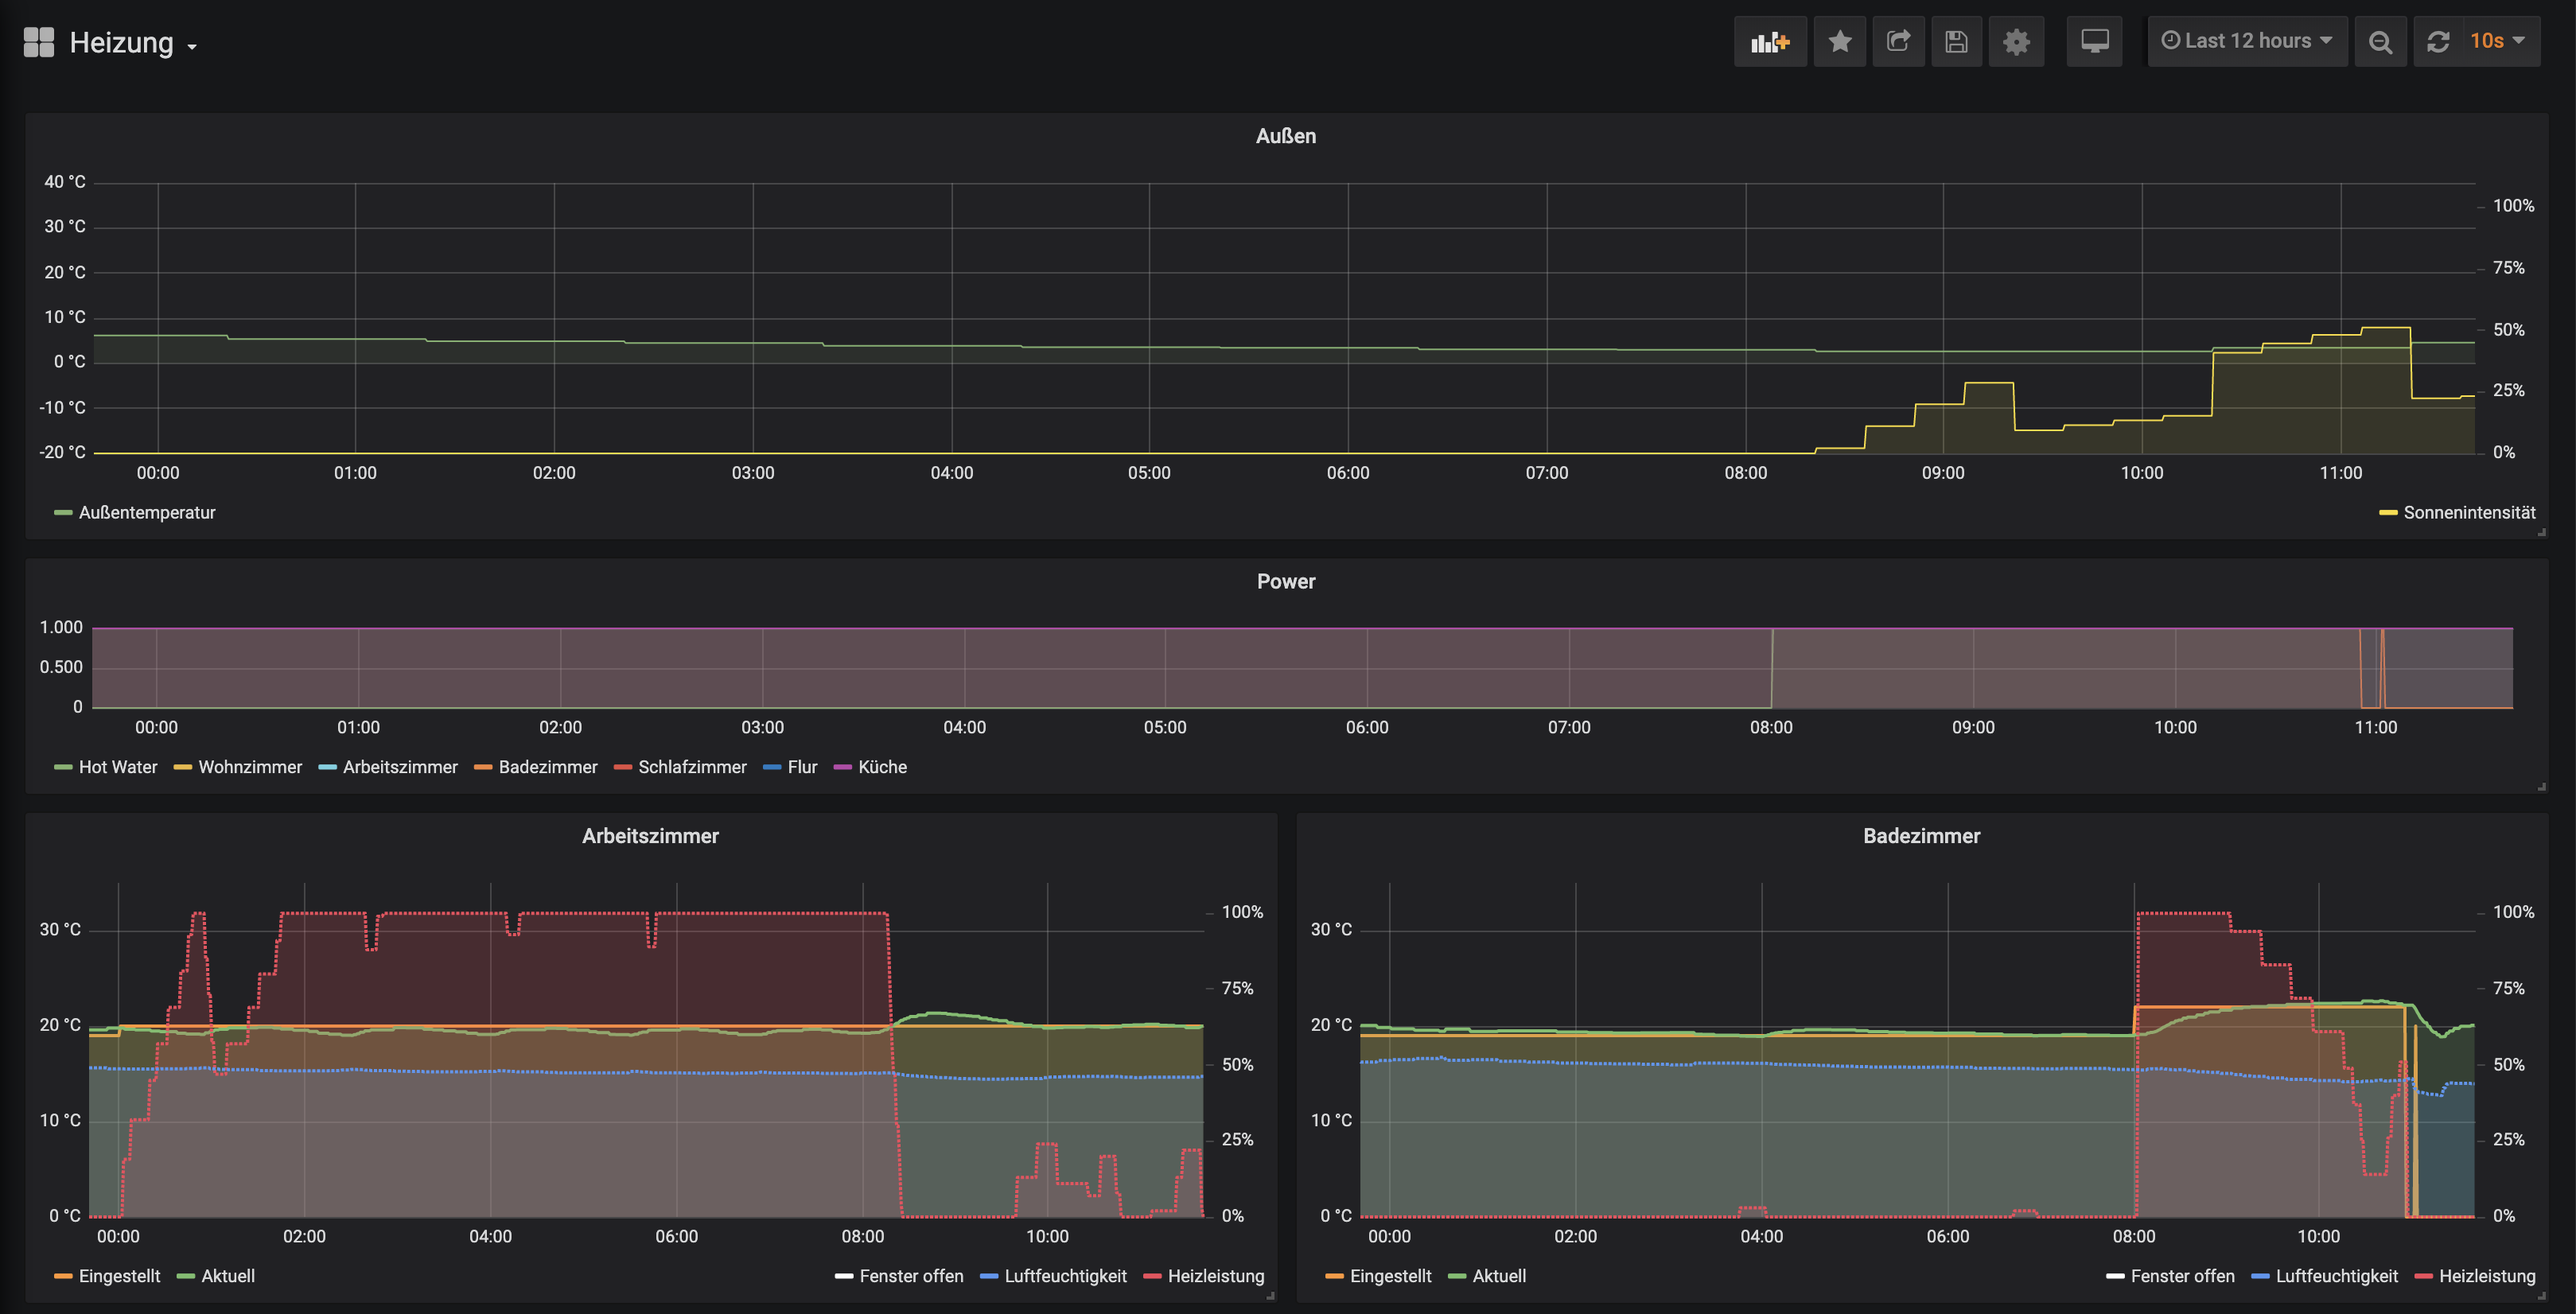 Heizung
Last 12 hours 10s
Außen
40 °C
30 °C
20 °C
10 °C
0 °C
-10 °C
-20 °C
100%
75%
50%
25%
0%
00:00 01:00 02:00 03:00 04:00 05:00 06:00 07:00 08:00 09:00 10:00 11:00
Außentemperatur Sonnenintensität
Power
1.000
0.500
0
00:00 01:00 02:00 03:00 04:00 05:00 06:00 07:00 08:00 09:00 10:00 11:00
Hot Water Wohnzimmer Arbeitszimmer Badezimmer Schlafzimmer Flur Küche
Arbeitszimmer
30 °C
20 °C
10 °C
0 °C
100%
75%
50%
25%
0%
00:00 02:00 04:00 06:00 08:00 10:00
Eingestellt Aktuell Fenster offen Luftfeuchtigkeit Heizleistung
Badezimmer
30 °C
20 °C
10 °C
0 °C
100%
75%
50%
25%
0%
00:00 02:00 04:00 06:00 08:00 10:00
Eingestellt Aktuell Fenster offen Luftfeuchtigkeit Heizleistung